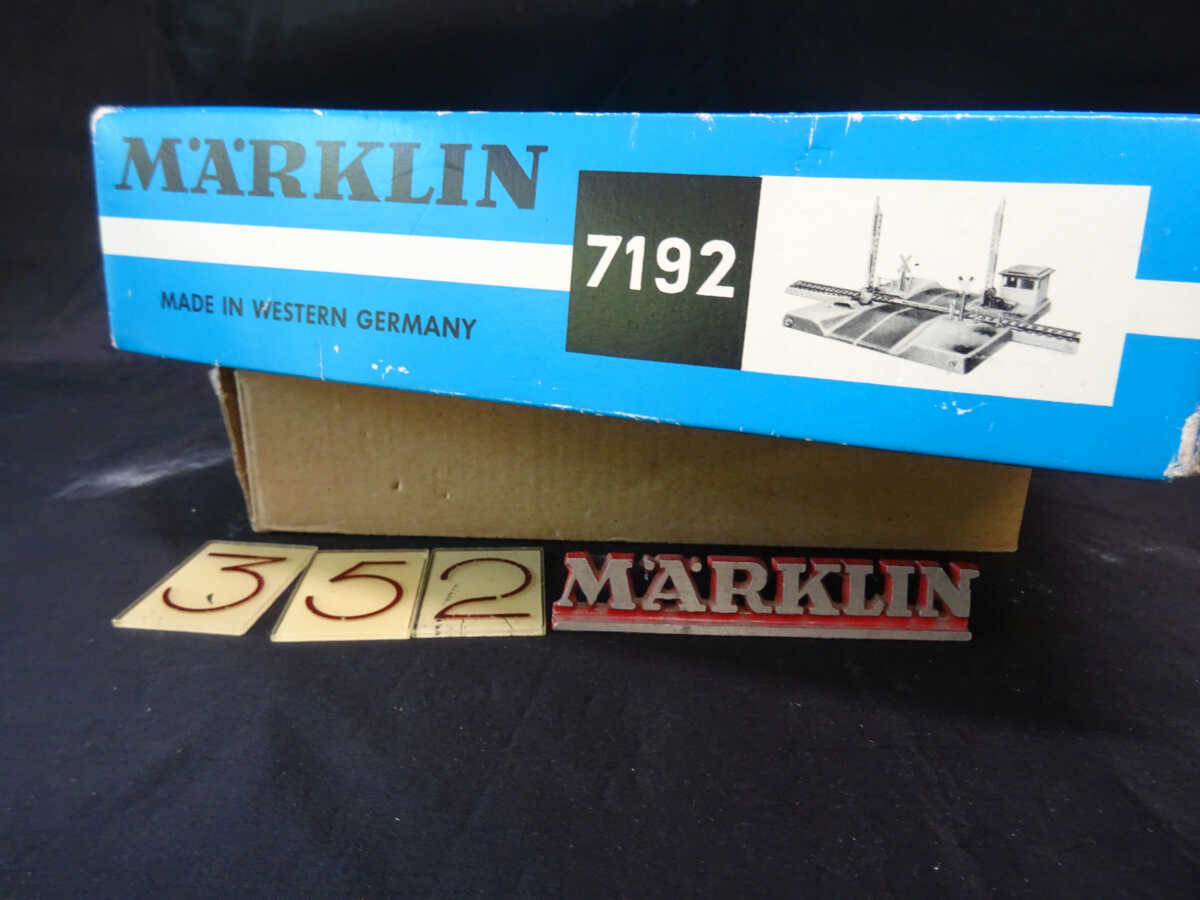 MÄRKLIN
7192
MADE IN WESTERN GERMANY
352
MÄRKLIN